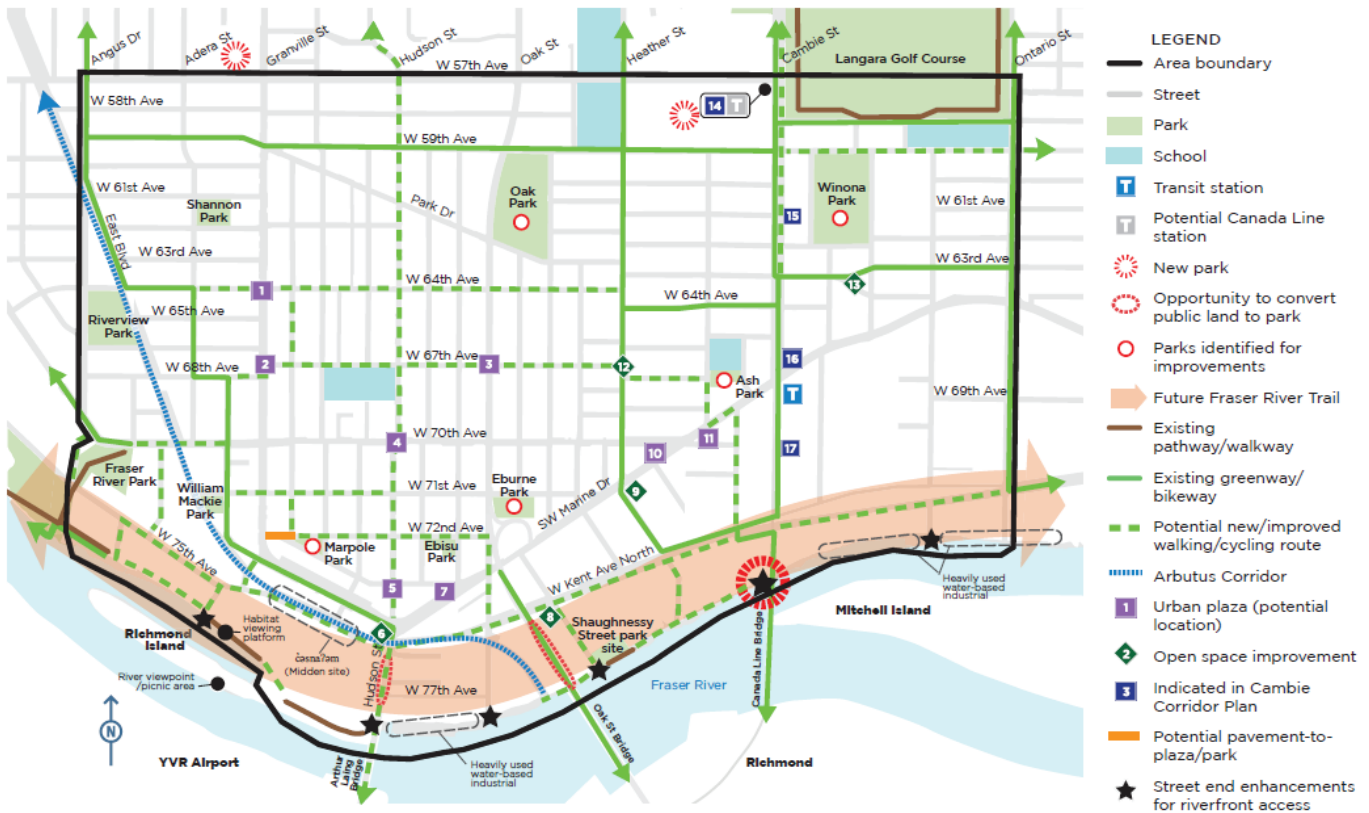 Angus Dr
Adera St
Granville St
Hudson St
Oak St
Heather St
Cambie St
Ontario St
W 57th Ave
Langara Golf Course
W 58th Ave
14 T
W 59th Ave
W 61st Ave
Shannon
Park
Park Dr
Oak
Park
Winona
Park
W 61st Ave
15
East Blvd
W 63rd Ave
W 63rd Ave
W 64th Ave
W 64th Ave
13
1
W 65th Ave
Riverview
Park
W 67th Ave
W 68th Ave
2
3
12
16
Ash
Park
T
W 69th Ave
W 70th Ave
4
11
10
17
Fraser
River Park
William
Mackie
Park
W 71st Ave
Eburne
Park
SW Marine Dr
9
W 72nd Ave
W 75th Ave
Marpole
Park
Ebisu
Park
W Kent Ave North
5
7
Heavily used
water-based
industrial
Mitchell Island
8
6
Shaughnessy
Street park
site
Habitat
viewing
platform
Richmond
Island
c̓əsnaʔəm
(Midden site)
River viewpoint
/picnic area
Hudson St
W 77th Ave
Fraser River
Canada Line Bridge
Oak St Bridge
N
YVR Airport
Arthur
Laing
Bridge
Heavily used
water-based
industrial
Richmond
LEGEND
Area boundary
Street
Park
School
T Transit station
T Potential Canada Line
station
New park
Opportunity to convert
public land to park
Parks identified for
improvements
Future Fraser River Trail
Existing
pathway/walkway
Existing greenway/
bikeway
Potential new/improved
walking/cycling route
Arbutus Corridor
1 Urban plaza (potential
location)
2 Open space improvement
3 Indicated in Cambie
Corridor Plan
Potential pavement-to-
plaza/park
Street end enhancements
for riverfront access